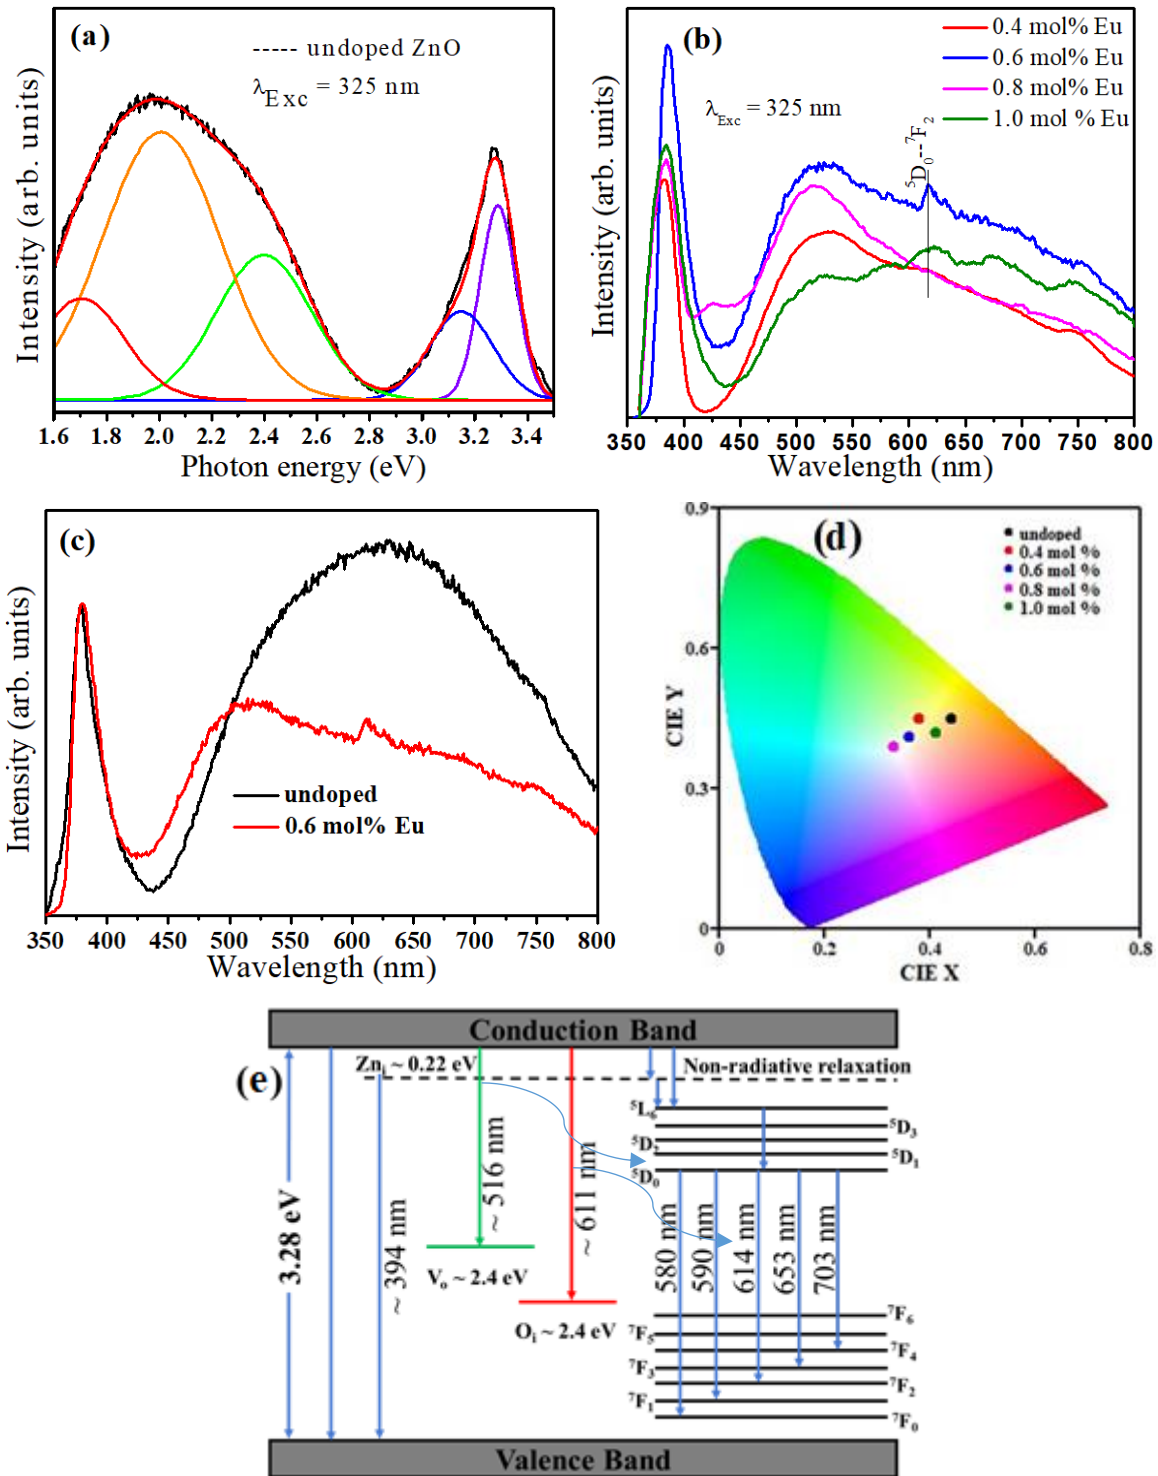 (a)
----- undoped ZnO
λExc = 325 nm
Intensity (arb. units)
1.6 1.8 2.0 2.2 2.4 2.6 2.8 3.0 3.2 3.4
Photon energy (eV)
(b)
0.4 mol% Eu
0.6 mol% Eu
0.8 mol% Eu
1.0 mol % Eu
λExc = 325 nm
⁵D₀--⁷F₂
Intensity (arb. units)
350 400 450 500 550 600 650 700 750 800
Wavelength (nm)
(c)
undoped
0.6 mol% Eu
Intensity (arb. units)
350 400 450 500 550 600 650 700 750 800
Wavelength (nm)
(d)
undoped
0.4 mol %
0.6 mol %
0.8 mol %
1.0 mol %
0.9
0.6
0.3
0
CIE Y
0 0.2 0.4 0.6 0.8
CIE X
Conduction Band
(e)
Znᵢ ~ 0.22 eV
Non-radiative relaxation
⁵L₆
⁵D₃
⁵D₂
⁵D₁
⁵D₀
3.28 eV
~ 394 nm
~ 516 nm
~ 611 nm
580 nm
590 nm
614 nm
653 nm
703 nm
Vₒ ~ 2.4 eV
Oᵢ ~ 2.4 eV
⁷F₆
⁷F₅
⁷F₄
⁷F₃
⁷F₂
⁷F₁
⁷F₀
Valence Band